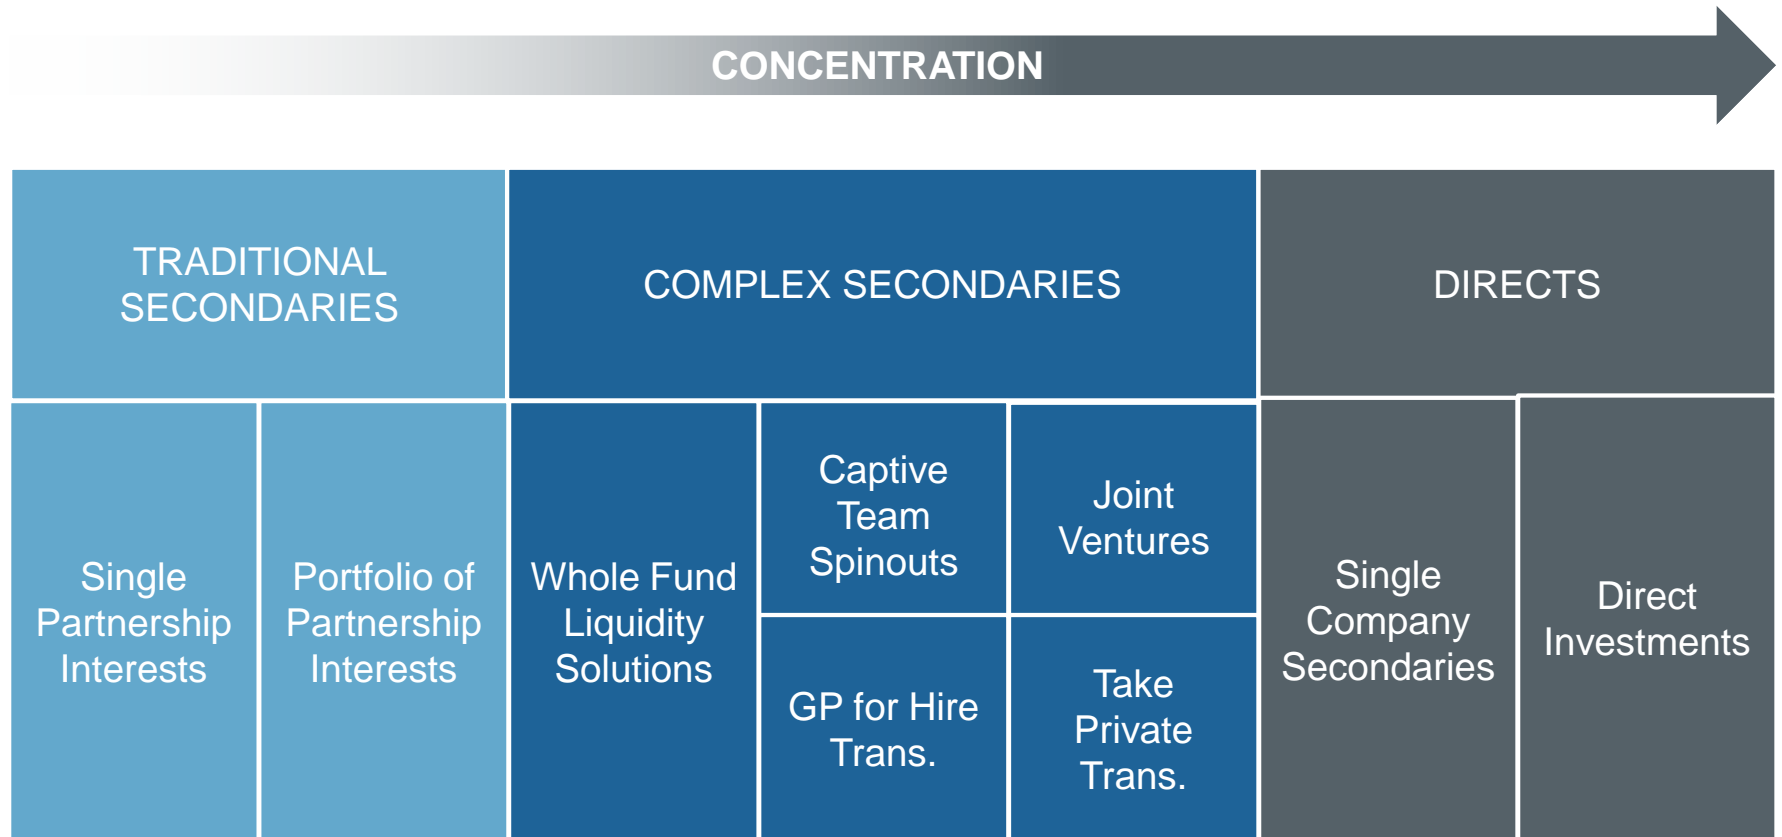 CONCENTRATION
TRADITIONAL
SECONDARIES
COMPLEX SECONDARIES
DIRECTS
Single
Partnership
Interests
Portfolio of
Partnership
Interests
Whole Fund
Liquidity
Solutions
Captive
Team
Spinouts
Joint
Ventures
GP for Hire
Trans.
Take
Private
Trans.
Single
Company
Secondaries
Direct
Investments